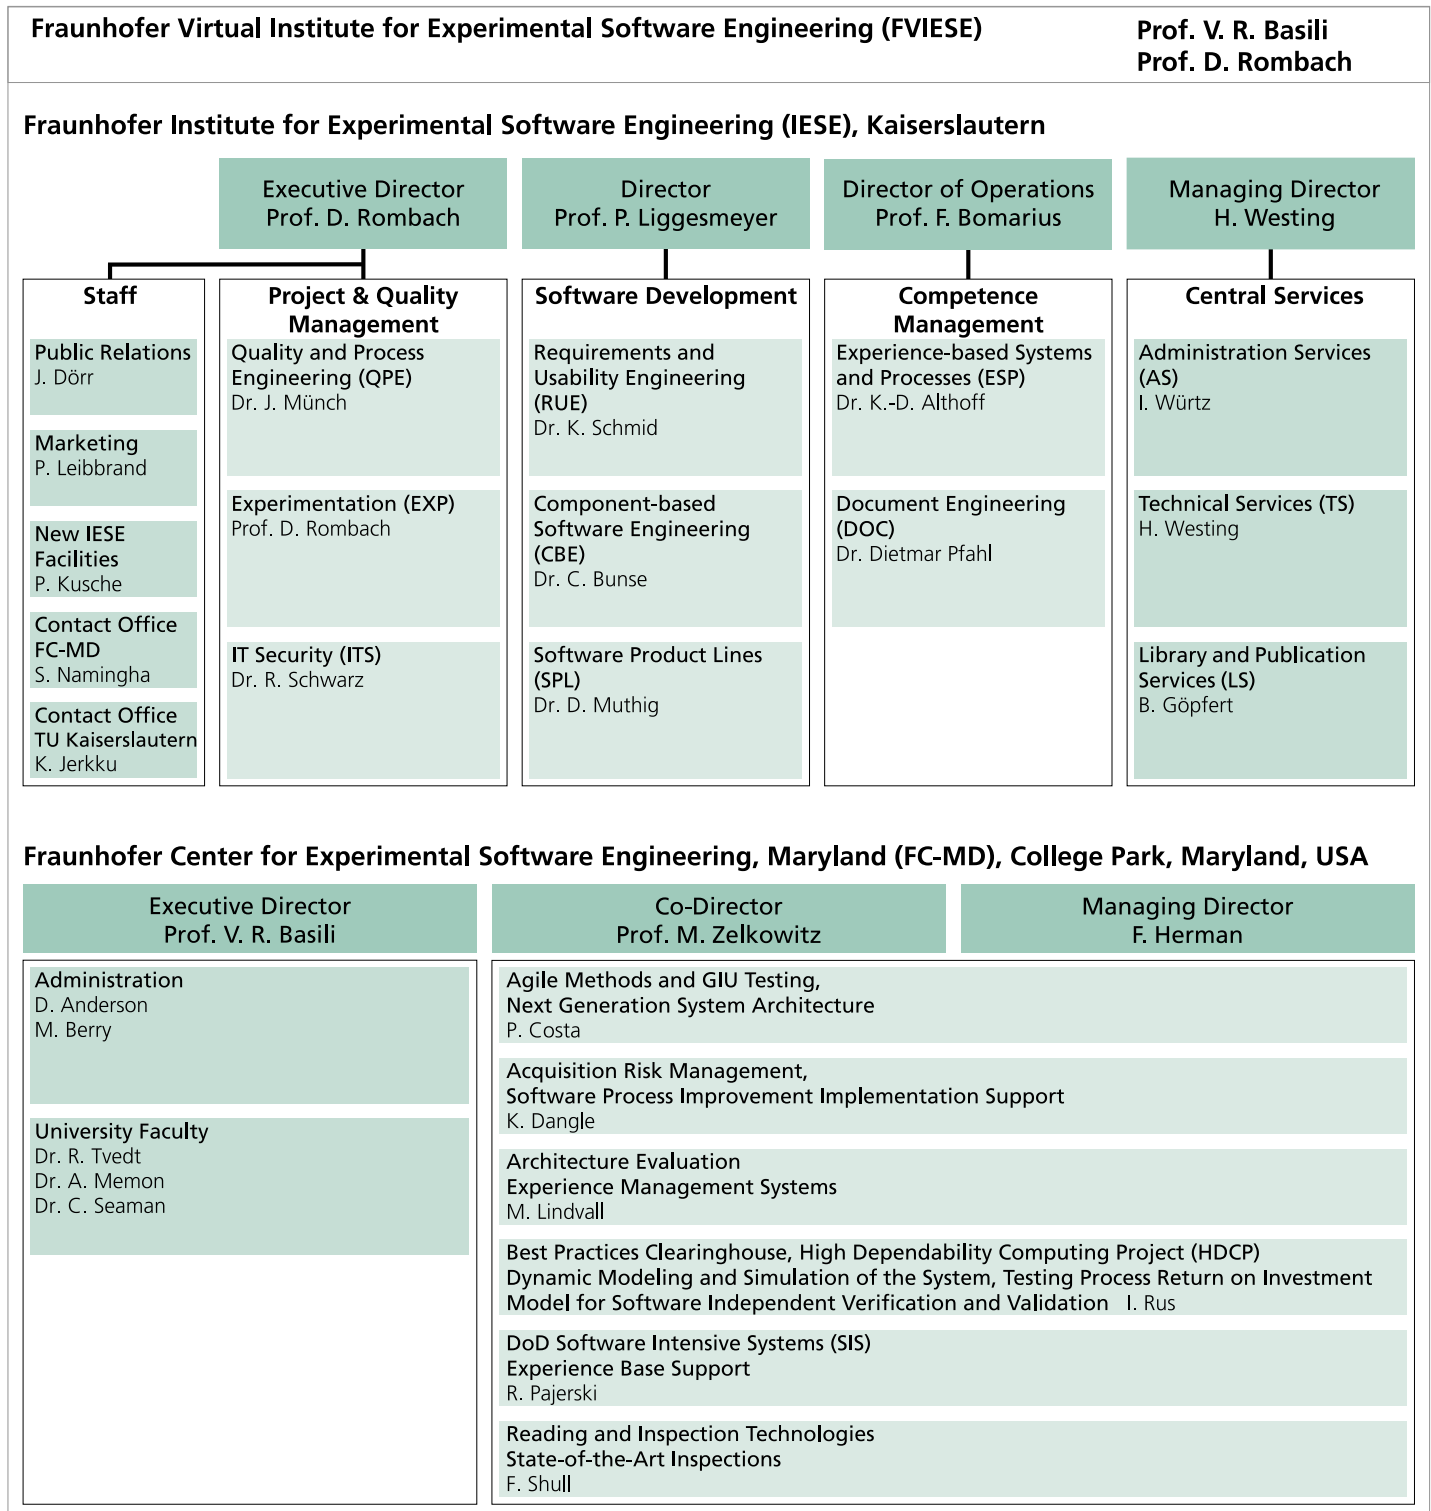 Fraunhofer Virtual Institute for Experimental Software Engineering (FVIESE)
Prof. V. R. Basili
Prof. D. Rombach
Fraunhofer Institute for Experimental Software Engineering (IESE), Kaiserslautern
Executive Director
Prof. D. Rombach
Director
Prof. P. Liggesmeyer
Director of Operations
Prof. F. Bomarius
Managing Director
H. Westing
Staff
Public Relations
J. Dörr
Marketing
P. Leibbrand
New IESE
Facilities
P. Kusche
Contact Office
FC-MD
S. Namingha
Contact Office
TU Kaiserslautern
K. Jerkku
Project & Quality
Management
Quality and Process
Engineering (QPE)
Dr. J. Münch
Experimentation (EXP)
Prof. D. Rombach
IT Security (ITS)
Dr. R. Schwarz
Software Development
Requirements and
Usability Engineering
(RUE)
Dr. K. Schmid
Component-based
Software Engineering
(CBE)
Dr. C. Bunse
Software Product Lines
(SPL)
Dr. D. Muthig
Competence
Management
Experience-based Systems
and Processes (ESP)
Dr. K.-D. Althoff
Document Engineering
(DOC)
Dr. Dietmar Pfahl
Central Services
Administration Services
(AS)
I. Würtz
Technical Services (TS)
H. Westing
Library and Publication
Services (LS)
B. Göpfert
Fraunhofer Center for Experimental Software Engineering, Maryland (FC-MD), College Park, Maryland, USA
Executive Director
Prof. V. R. Basili
Co-Director
Prof. M. Zelkowitz
Managing Director
F. Herman
Administration
D. Anderson
M. Berry
University Faculty
Dr. R. Tvedt
Dr. A. Memon
Dr. C. Seaman
Agile Methods and GIU Testing,
Next Generation System Architecture
P. Costa
Acquisition Risk Management,
Software Process Improvement Implementation Support
K. Dangle
Architecture Evaluation
Experience Management Systems
M. Lindvall
Best Practices Clearinghouse, High Dependability Computing Project (HDCP)
Dynamic Modeling and Simulation of the System, Testing Process Return on Investment
Model for Software Independent Verification and Validation I. Rus
DoD Software Intensive Systems (SIS)
Experience Base Support
R. Pajerski
Reading and Inspection Technologies
State-of-the-Art Inspections
F. Shull